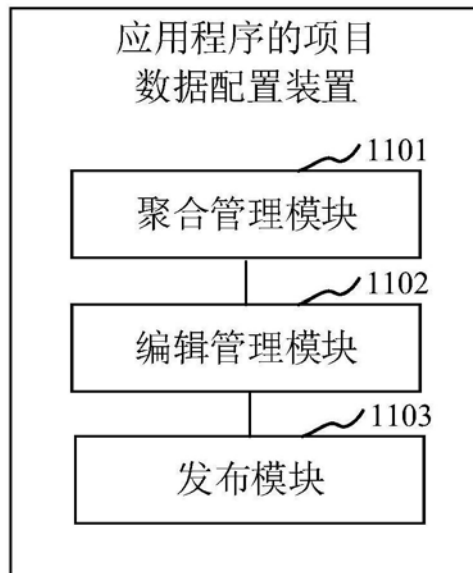 应用程序的项目
数据配置装置
1101
聚合管理模块
1102
编辑管理模块
1103
发布模块